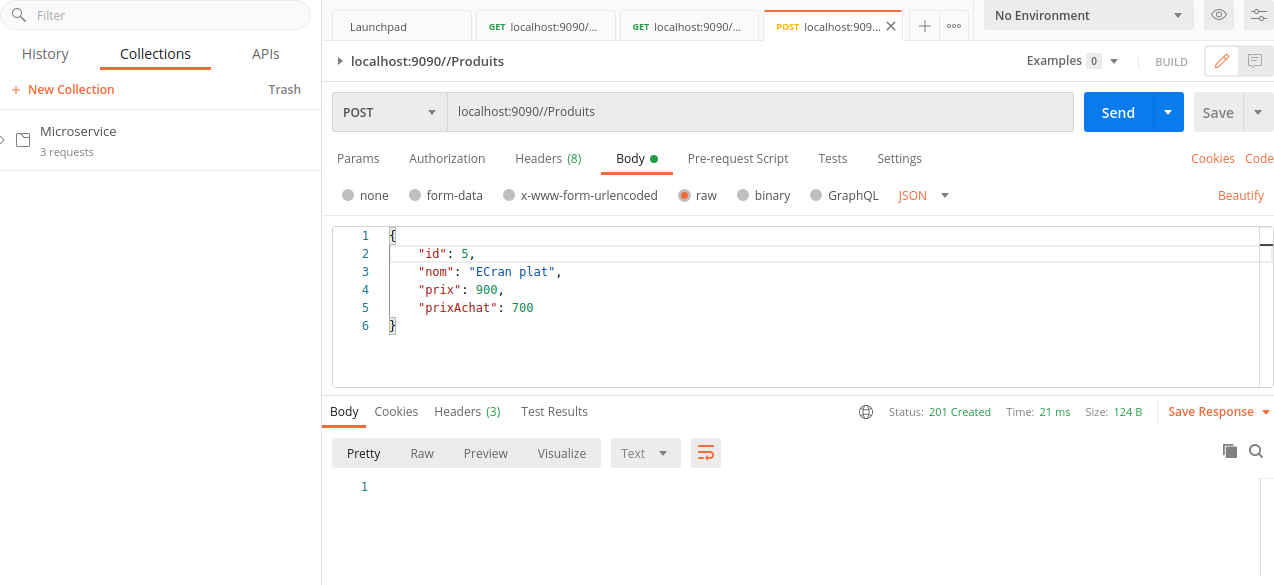 Filter
Launchpad
GET localhost:9090/...
GET localhost:9090/...
POST localhost:909...
No Environment
History
Collections
APIs
localhost:9090//Produits
Examples 0
BUILD
+ New Collection
Trash
POST
localhost:9090//Produits
Send
Save
Microservice
3 requests
Params
Authorization
Headers (8)
Body
Pre-request Script
Tests
Settings
Cookies
Code
none
form-data
x-www-form-urlencoded
raw
binary
GraphQL
JSON
Beautify
1 {
2 "id": 5,
3 "nom": "ECran plat",
4 "prix": 900,
5 "prixAchat": 700
6 }
Body
Cookies
Headers (3)
Test Results
Status: 201 Created
Time: 21 ms
Size: 124 B
Save Response
Pretty
Raw
Preview
Visualize
Text
1